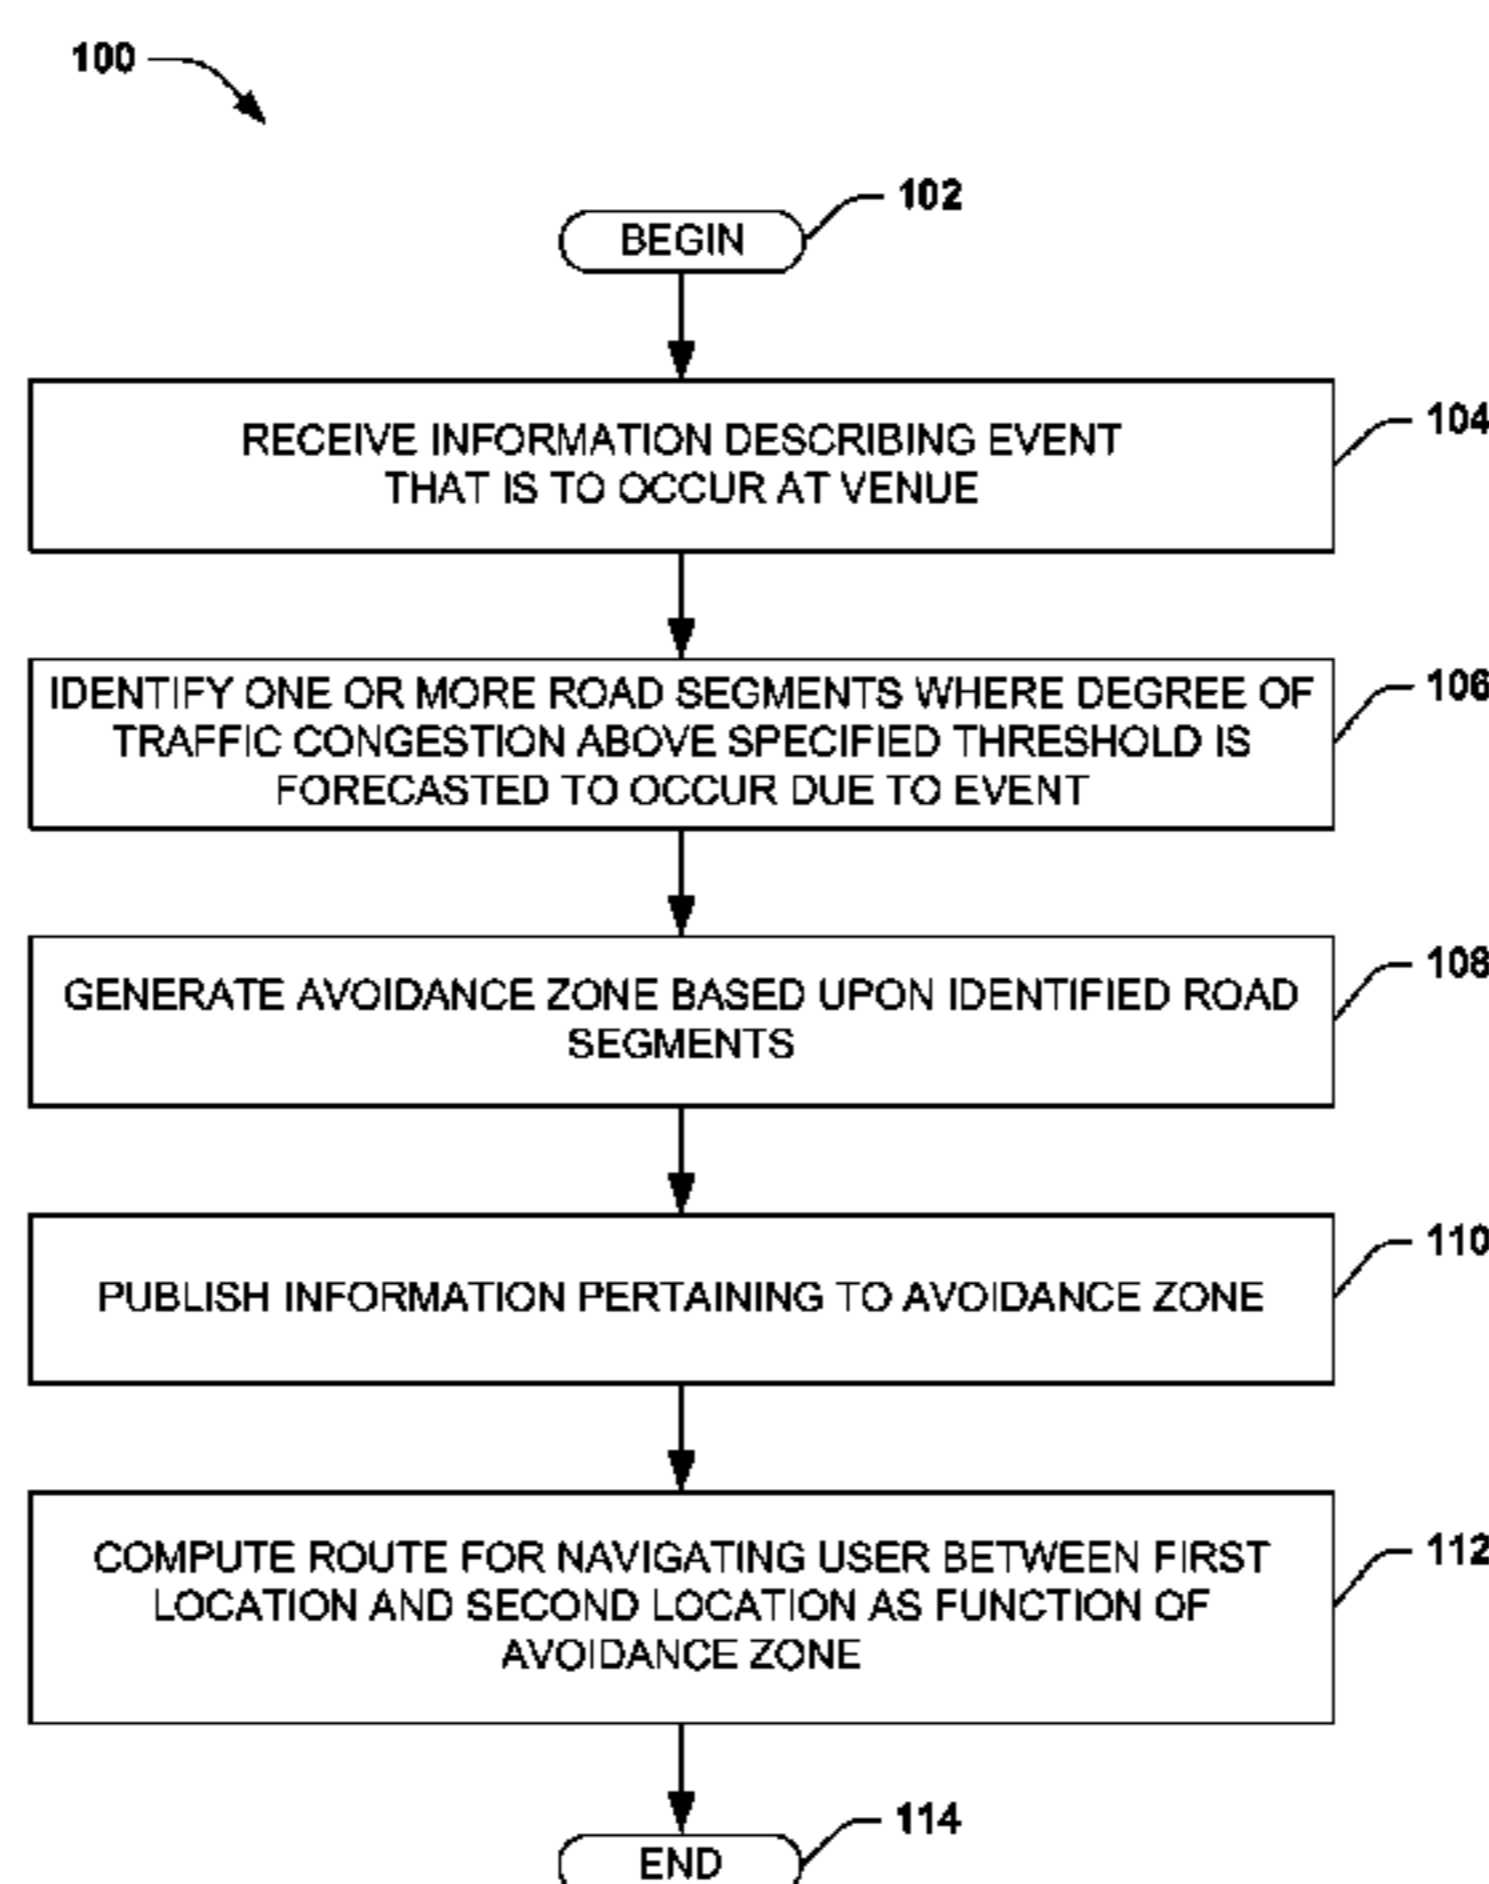 100
102
BEGIN
104
RECEIVE INFORMATION DESCRIBING EVENT
THAT IS TO OCCUR AT VENUE
106
IDENTIFY ONE OR MORE ROAD SEGMENTS WHERE DEGREE OF
TRAFFIC CONGESTION ABOVE SPECIFIED THRESHOLD IS
FORECASTED TO OCCUR DUE TO EVENT
108
GENERATE AVOIDANCE ZONE BASED UPON IDENTIFIED ROAD
SEGMENTS
110
PUBLISH INFORMATION PERTAINING TO AVOIDANCE ZONE
112
COMPUTE ROUTE FOR NAVIGATING USER BETWEEN FIRST
LOCATION AND SECOND LOCATION AS FUNCTION OF
AVOIDANCE ZONE
114
END